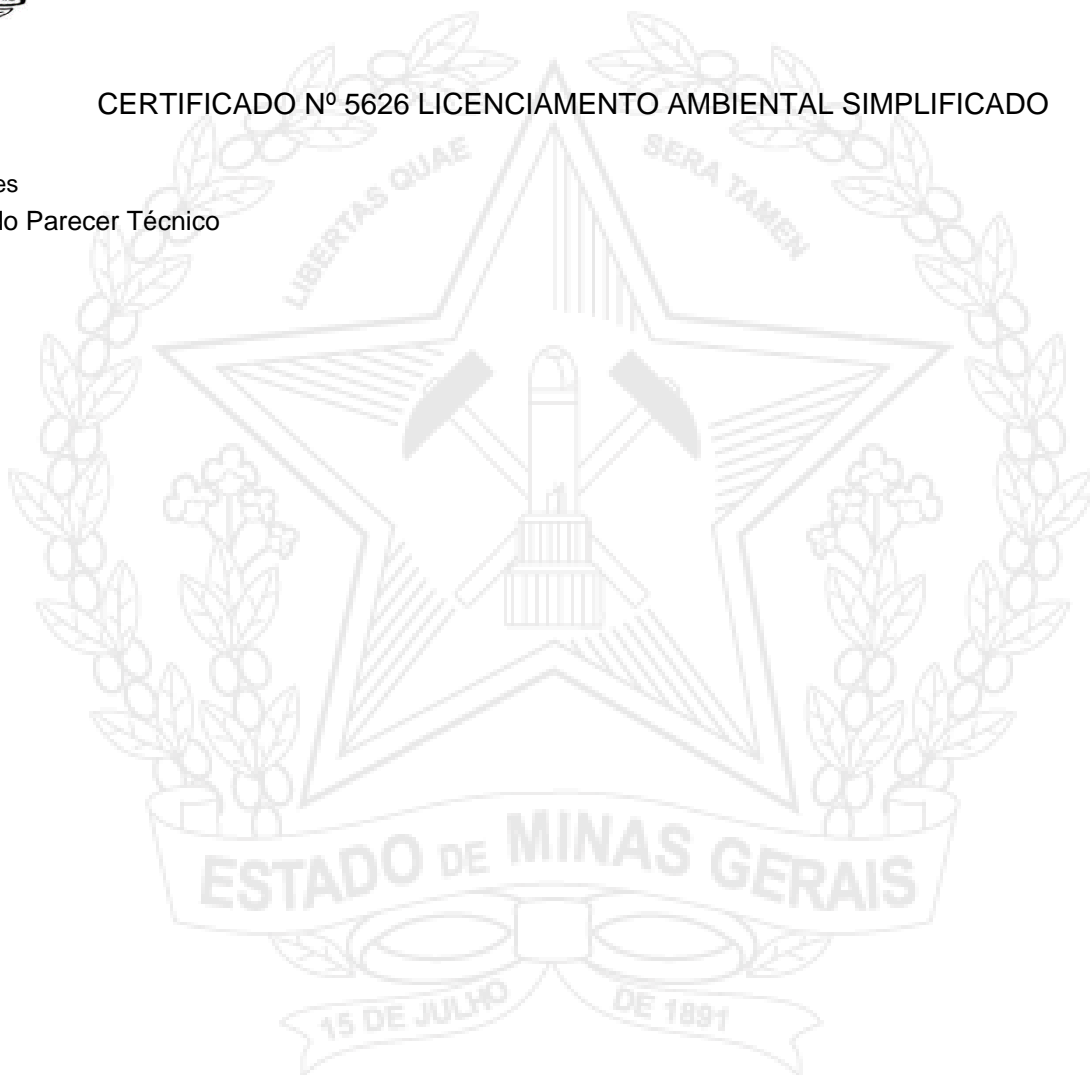 CERTIFICADO Nº 5626 LICENCIAMENTO AMBIENTAL SIMPLIFICADO
es
do Parecer Técnico
LIBERTAS QUAE SERA TAMEN
ESTADO DE MINAS GERAIS
15 DE JULHO DE 1891